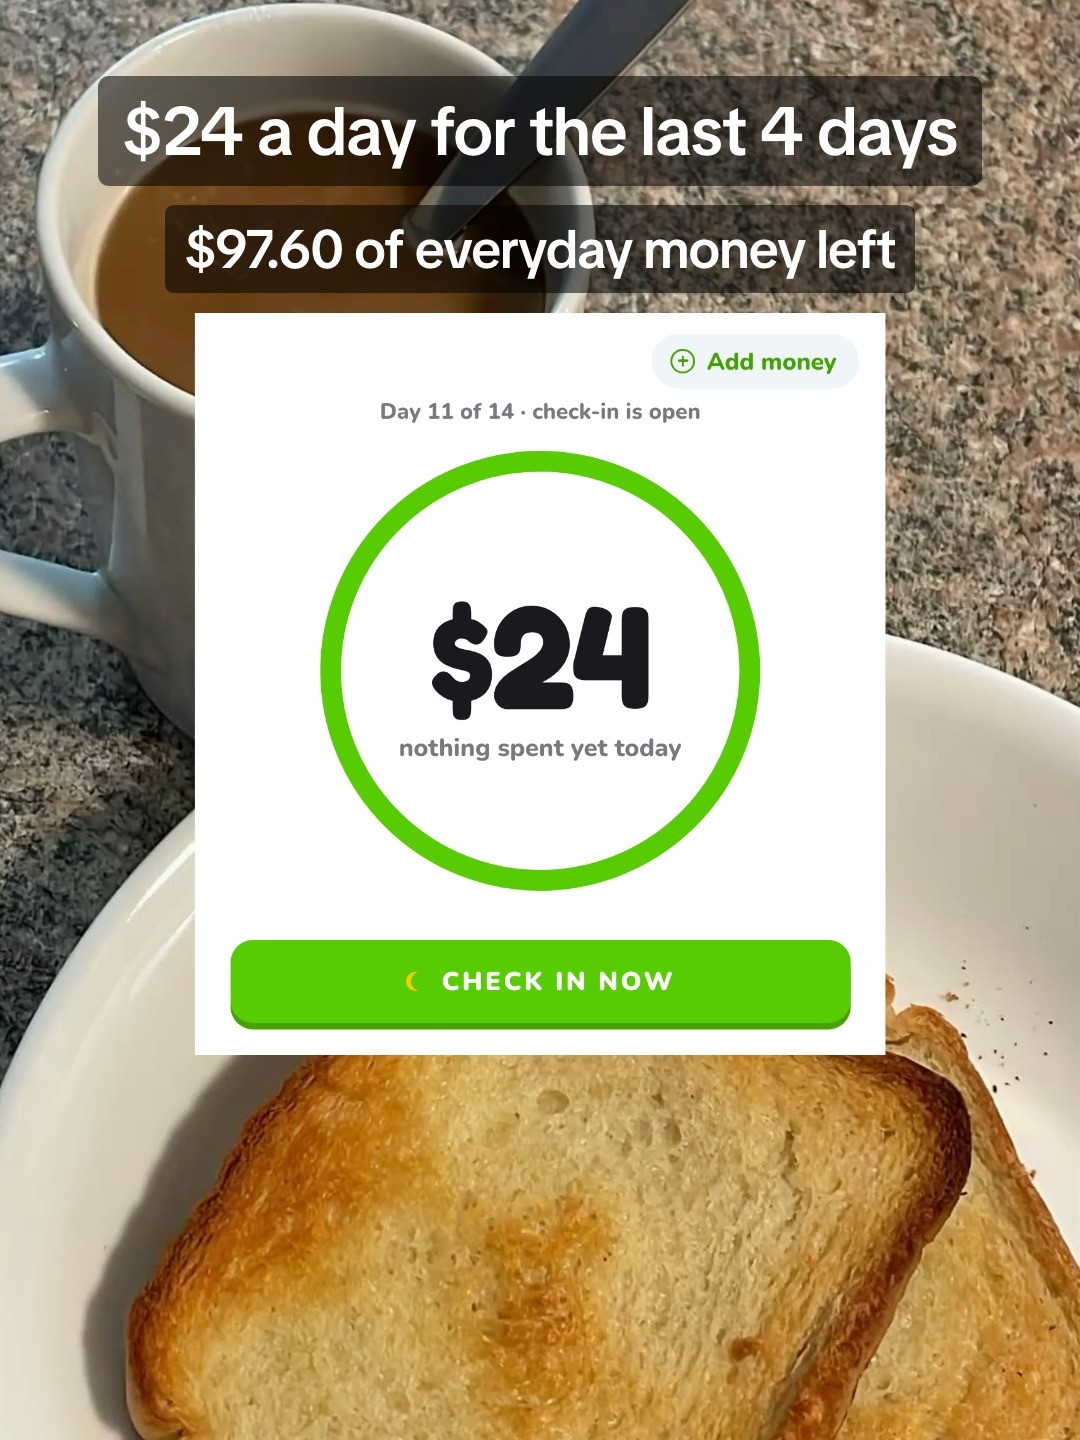 $24 a day for the last 4 days
$97.60 of everyday money left
Add money
Day 11 of 14 · check-in is open
$24
nothing spent yet today
CHECK IN NOW